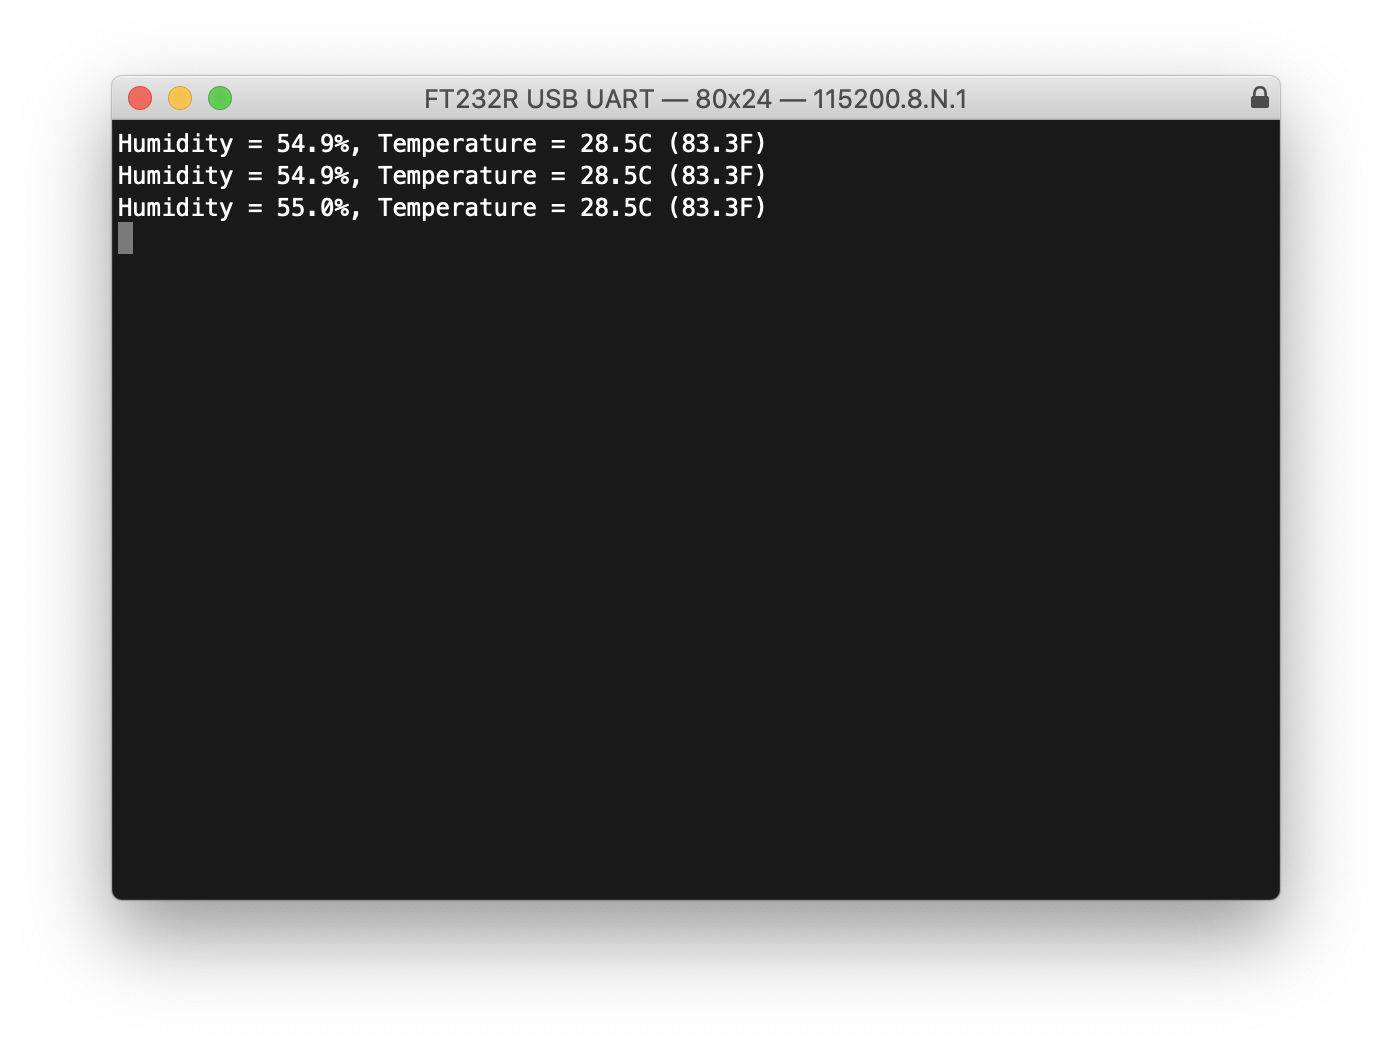 FT232R USB UART — 80x24 — 115200.8.N.1
Humidity = 54.9%, Temperature = 28.5C (83.3F)
Humidity = 54.9%, Temperature = 28.5C (83.3F)
Humidity = 55.0%, Temperature = 28.5C (83.3F)